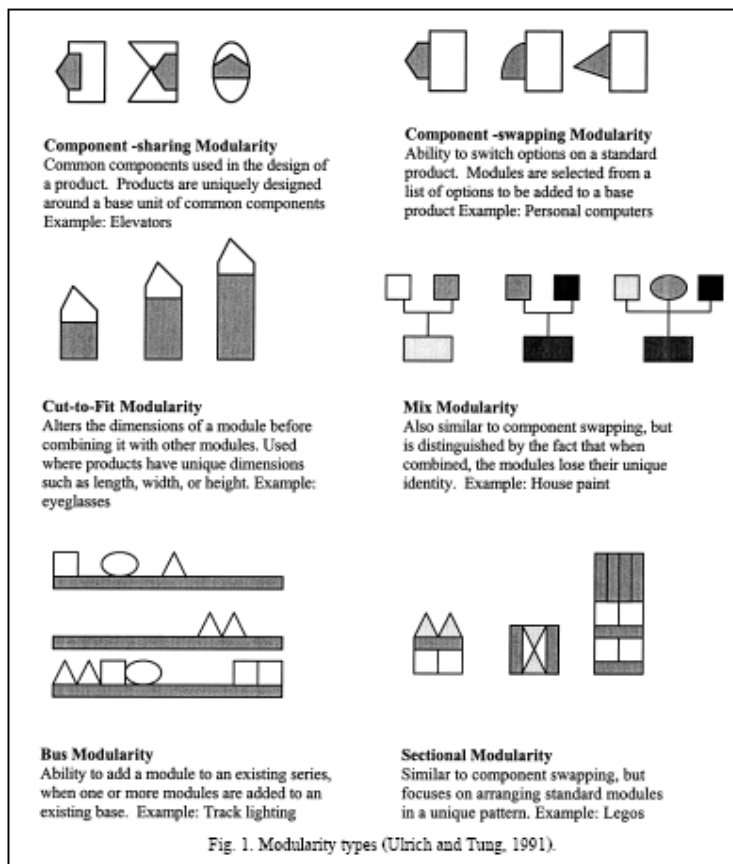 Component -sharing Modularity
Common components used in the design of
a product. Products are uniquely designed
around a base unit of common components
Example: Elevators
Component -swapping Modularity
Ability to switch options on a standard
product. Modules are selected from a
list of options to be added to a base
product Example: Personal computers
Cut-to-Fit Modularity
Alters the dimensions of a module before
combining it with other modules. Used
where products have unique dimensions
such as length, width, or height. Example:
eyeglasses
Mix Modularity
Also similar to component swapping, but
is distinguished by the fact that when
combined, the modules lose their unique
identity. Example: House paint
Bus Modularity
Ability to add a module to an existing series,
when one or more modules are added to an
existing base. Example: Track lighting
Sectional Modularity
Similar to component swapping, but
focuses on arranging standard modules
in a unique pattern. Example: Legos
Fig. 1. Modularity types (Ulrich and Tung, 1991).